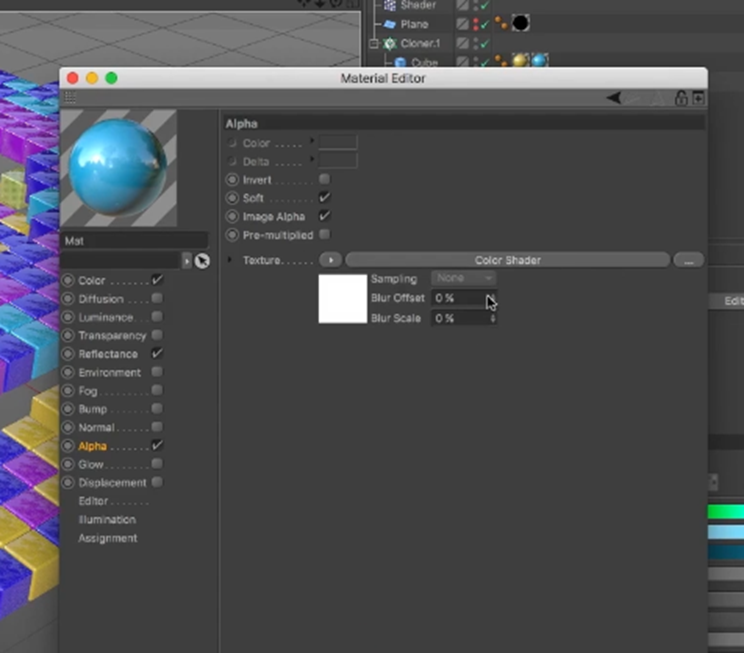 Shader
Plane
Cloner.1
Cube
Material Editor
Alpha
Color .....
Delta .....
Invert
Soft
Image Alpha
Pre-multiplied
Texture...... Color Shader ...
Sampling None
Blur Offset 0 %
Blur Scale 0 %
Mat
Color
Diffusion
Luminance
Transparency
Reflectance
Environment
Fog
Bump
Normal
Alpha
Glow
Displacement
Editor
Illumination
Assignment
Edit